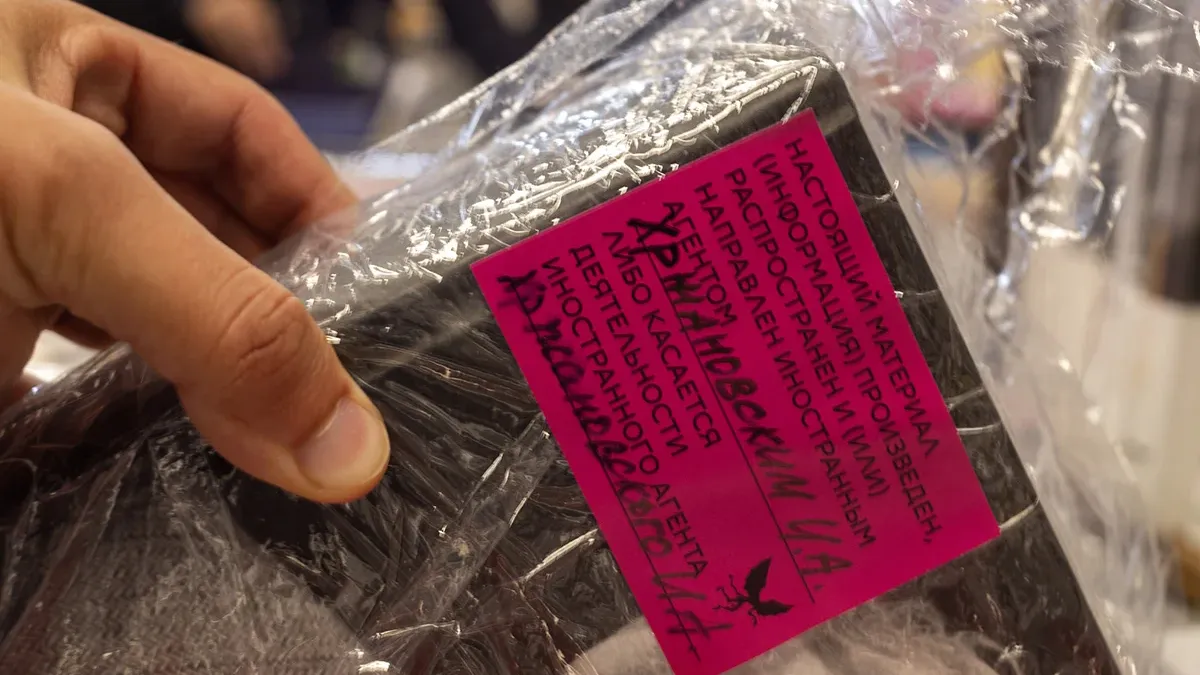 НАСТОЯЩИЙ МАТЕРИАЛ
(ИНФОРМАЦИЯ) ПРОИЗВЕДЕН,
РАСПРОСТРАНЕН И (ИЛИ)
НАПРАВЛЕН ИНОСТРАННЫМ
АГЕНТОМ
ХРЖАНОВСКИМ И.А.
ЛИБО КАСАЕТСЯ
ДЕЯТЕЛЬНОСТИ
ИНОСТРАННОГО АГЕНТА
Хржановского И.А